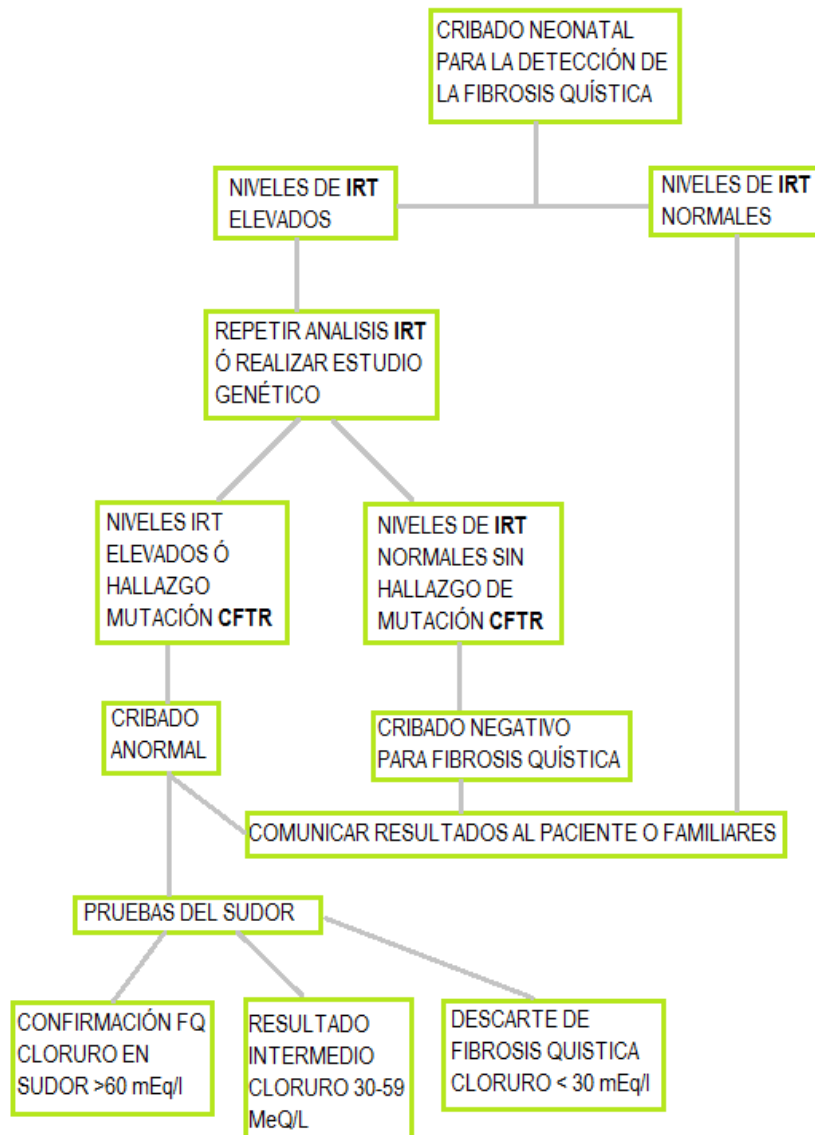 CRIBADO NEONATAL
PARA LA DETECCIÓN DE
LA FIBROSIS QUÍSTICA
NIVELES DE IRT
ELEVADOS
NIVELES DE IRT
NORMALES
REPETIR ANALISIS IRT
Ó REALIZAR ESTUDIO
GENÉTICO
NIVELES IRT
ELEVADOS Ó
HALLAZGO
MUTACIÓN CFTR
NIVELES DE IRT
NORMALES SIN
HALLAZGO DE
MUTACIÓN CFTR
CRIBADO
ANORMAL
CRIBADO NEGATIVO
PARA FIBROSIS QUÍSTICA
COMUNICAR RESULTADOS AL PACIENTE O FAMILIARES
PRUEBAS DEL SUDOR
CONFIRMACIÓN FQ
CLORURO EN
SUDOR >60 mEq/l
RESULTADO
INTERMEDIO
CLORURO 30-59
MeQ/L
DESCARTE DE
FIBROSIS QUISTICA
CLORURO < 30 mEq/l